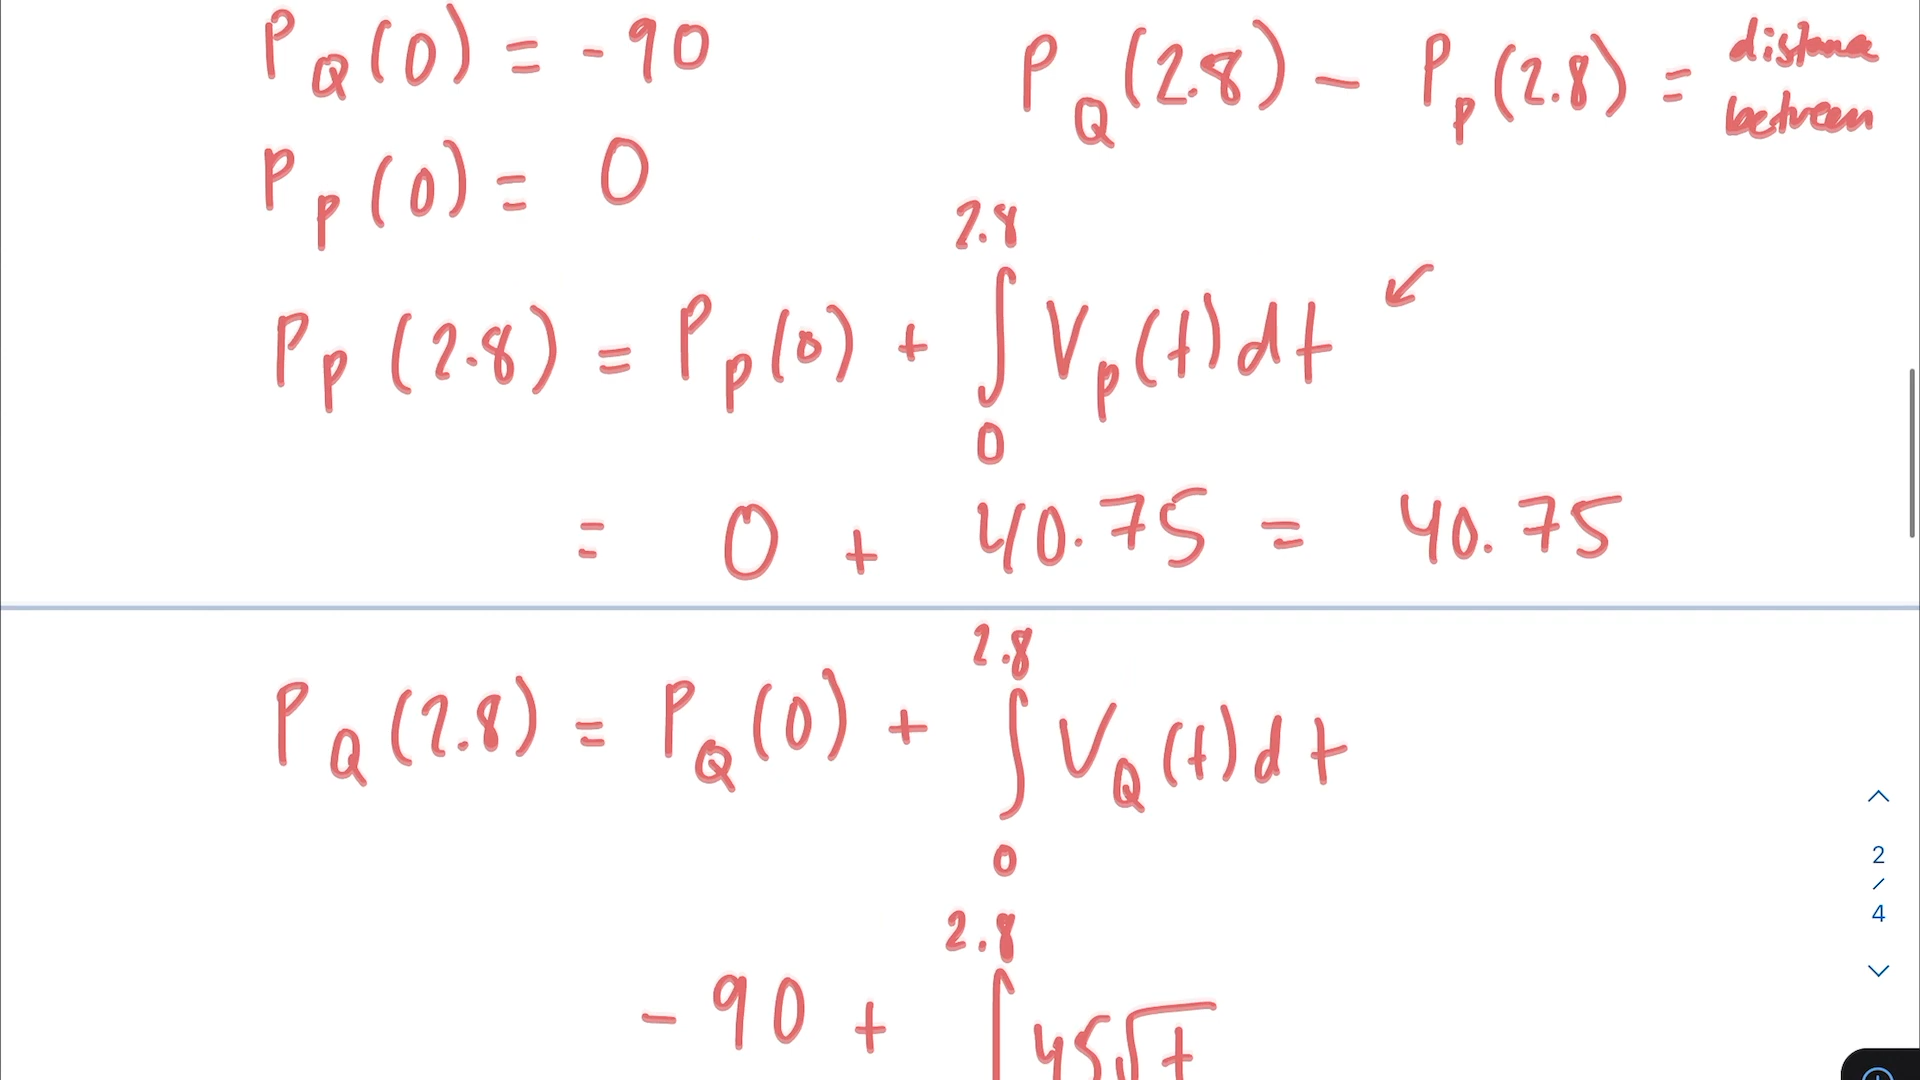 P_Q(0) = -90
P_Q(2.8) - P_p(2.8) = distance between
P_p(0) = 0
P_p(2.8) = P_p(0) + ∫_0^2.8 V_p(t)dt ↙
= 0 + 40.75 = 40.75
P_Q(2.8) = P_Q(0) + ∫_0^2.8 V_Q(t)dt
-90 + ∫^2.8 45√t
2
/
4